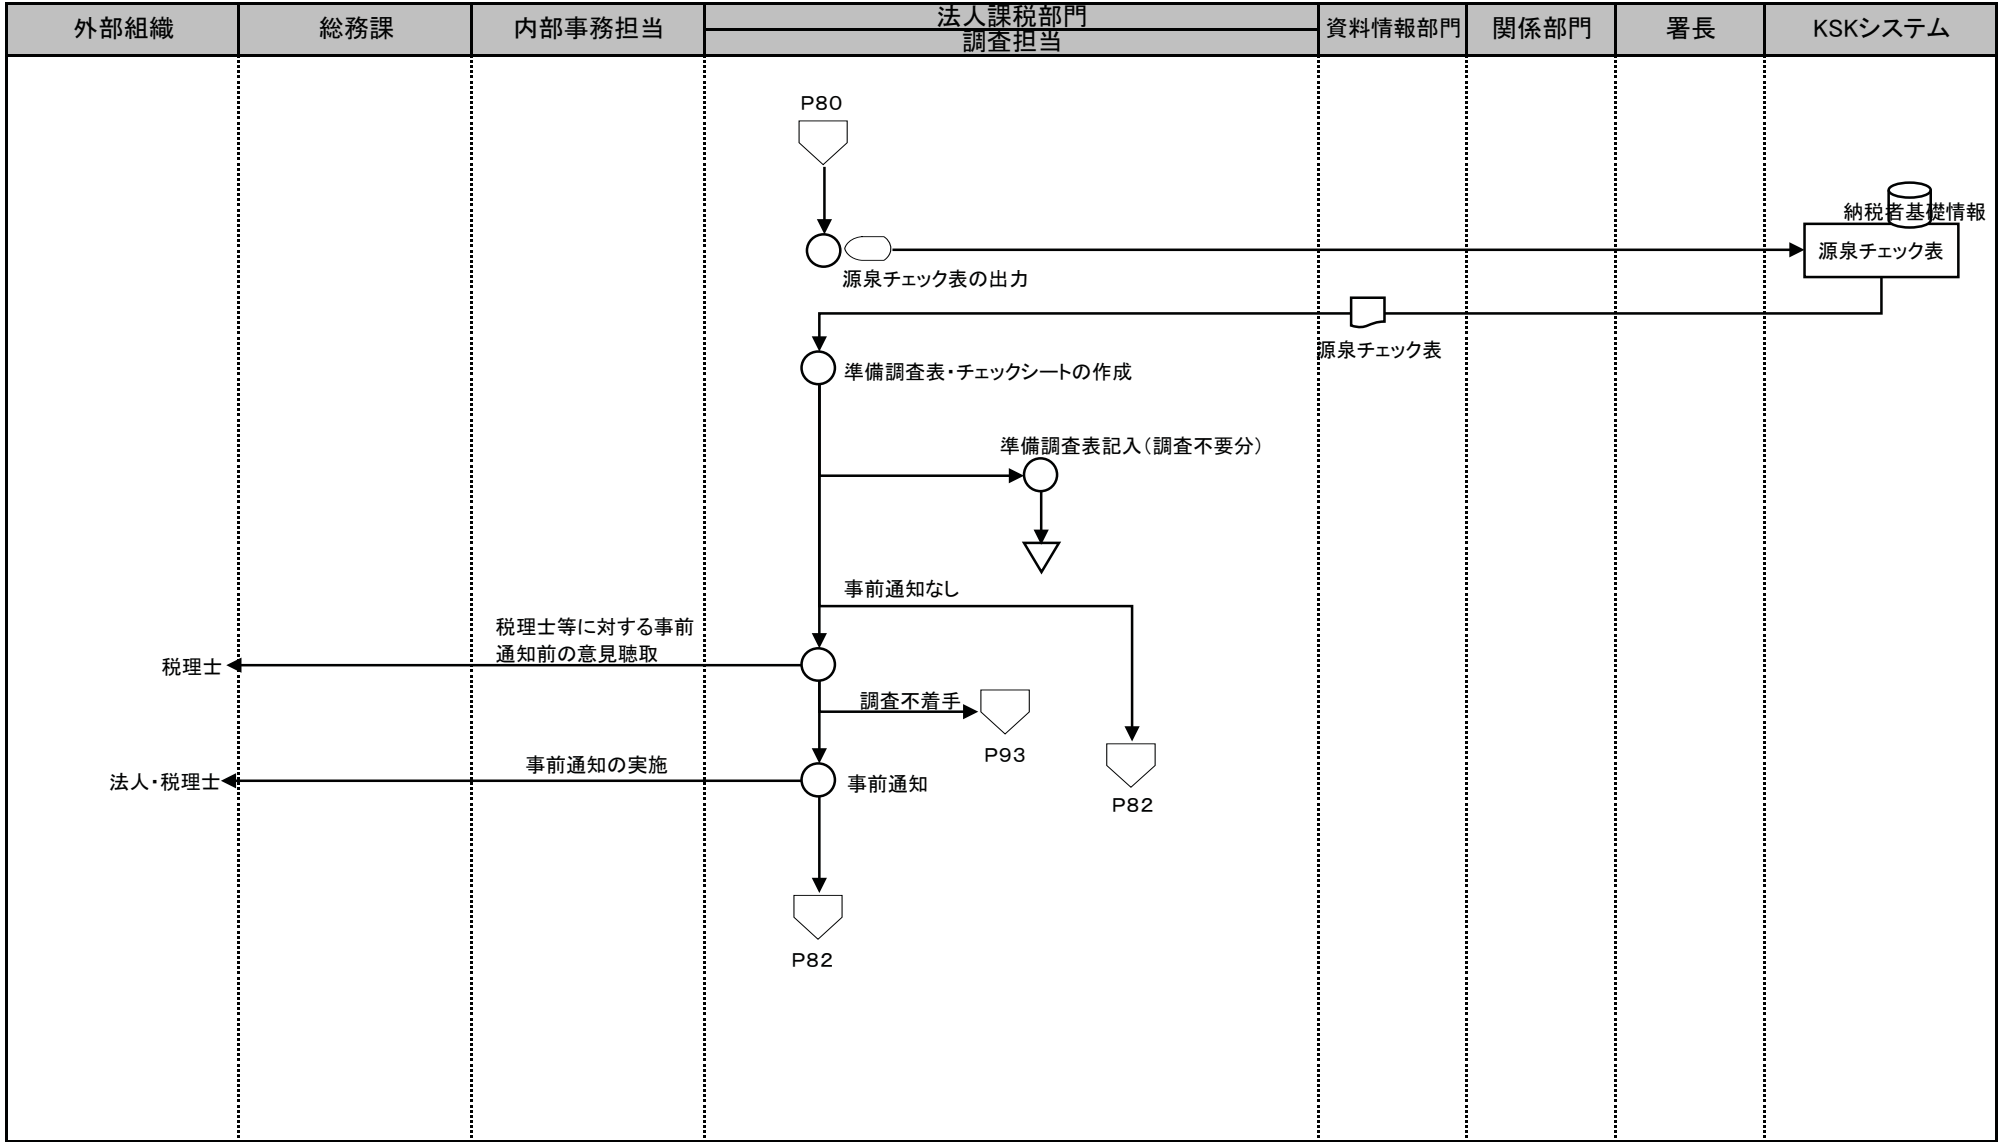 外部組織
総務課
内部事務担当
法人課税部門
調査担当
資料情報部門
関係部門
署長
KSKシステム
P80
納税者基礎情報
源泉チェック表
源泉チェック表の出力
源泉チェック表
準備調査表・チェックシートの作成
準備調査表記入（調査不要分）
事前通知なし
税理士等に対する事前
通知前の意見聴取
税理士
調査不着手
P93
事前通知の実施
法人・税理士
事前通知
P82
P82